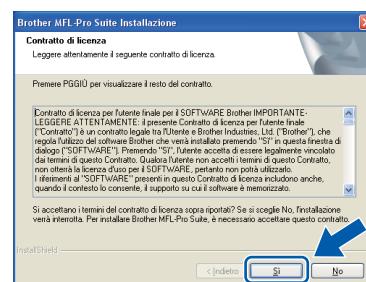 Brother MFL-Pro Suite Installazione
Contratto di licenza
Leggere attentamente il seguente contratto di licenza.
Premere PGGIÙ per visualizzare il resto del contratto.
Contratto di licenza per l'utente finale per il SOFTWARE Brother IMPORTANTE-
LEGGERE ATTENTAMENTE: il presente Contratto di licenza per l'utente finale
("Contratto") è un contratto legale tra l'Utente e Brother Industries, Ltd. ("Brother"), che
regola l'utilizzo del software Brother che verrà installato premendo "Sì" in questa finestra di
dialogo ("SOFTWARE"). Premendo "Sì", l'utente accetta di essere legalmente vincolato
dai termini di questo Contratto. Qualora l'utente non accetti i termini di questo Contratto,
non otterrà la licenza d'uso per il SOFTWARE, pertanto non potrà utilizzarlo.
I riferimenti al "SOFTWARE" presenti in questo Contratto di licenza includono anche,
quando il contesto lo consente, il supporto su cui il software è memorizzato.
Si accettano i termini del contratto di licenza sopra riportati? Se si sceglie No, l'installazione
verrà interrotta. Per installare Brother MFL-Pro Suite, è necessario accettare questo contratto.
InstallShield
< Indietro
Sì
No